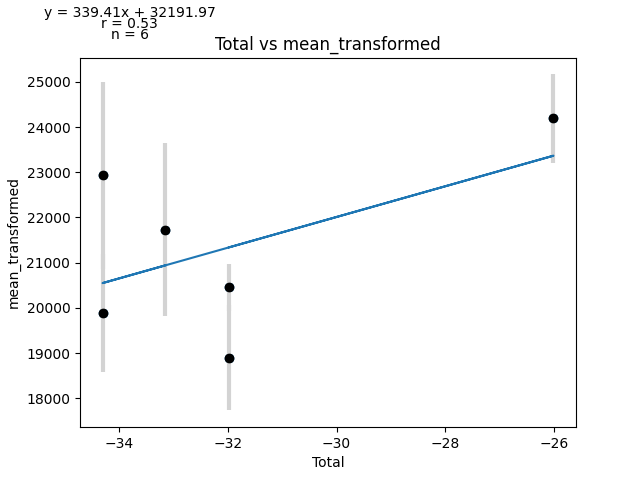 y = 339.41x + 32191.97
r = 0.53
n = 6
Total vs mean_transformed
25000
24000
23000
22000
21000
20000
19000
18000
mean_transformed
−34
−32
−30
−28
−26
Total